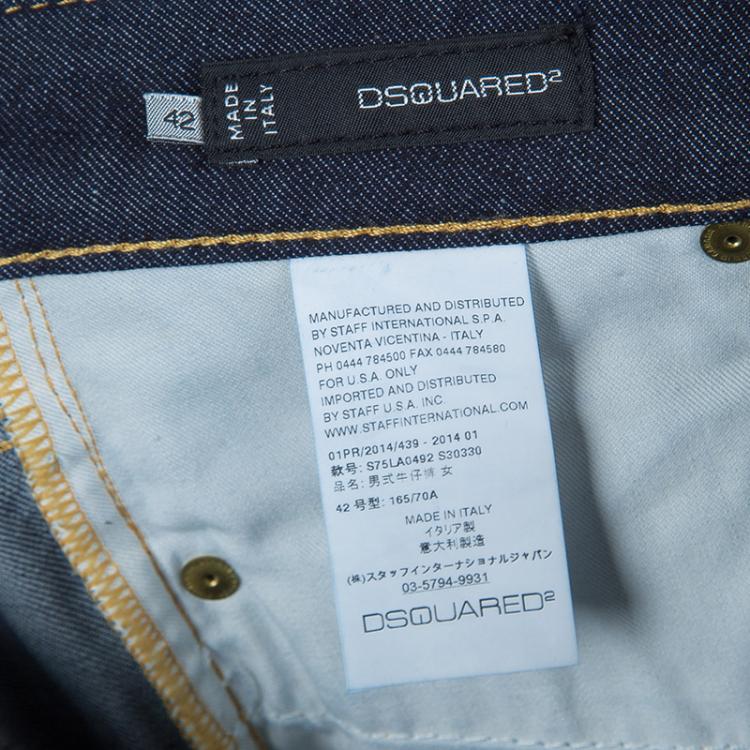 42
MADE
IN
ITALY
DSQUARED²
MANUFACTURED AND DISTRIBUTED
BY STAFF INTERNATIONAL S.P.A.
NOVENTA VICENTINA - ITALY
PH 0444 784500 FAX 0444 784580
FOR U.S.A. ONLY
IMPORTED AND DISTRIBUTED
BY STAFF U.S.A. INC.
WWW.STAFFINTERNATIONAL.COM
01PR/2014/439 - 2014 01
款号: S75LA0492 S30330
品名: 男式牛仔裤 女
42 号型: 165/70A
MADE IN ITALY
イタリア製
意大利製造
(株)スタッフインターナショナルジャパン
03-5794-9931
DSQUARED²